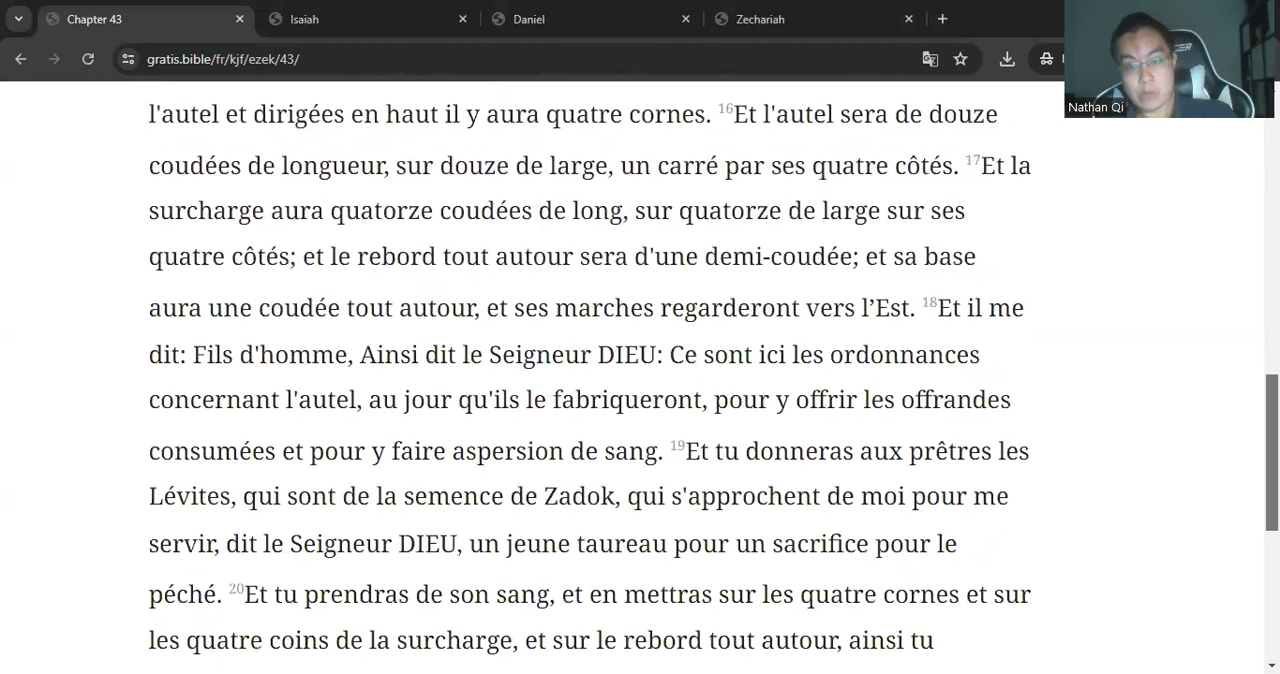 Chapter 43
Isaiah
Daniel
Zechariah
gratis.bible/fr/kjf/ezek/43/
Nathan Qi
l'autel et dirigées en haut il y aura quatre cornes. 16Et l'autel sera de douze
coudées de longueur, sur douze de large, un carré par ses quatre côtés. 17Et la
surcharge aura quatorze coudées de long, sur quatorze de large sur ses
quatre côtés; et le rebord tout autour sera d'une demi-coudée; et sa base
aura une coudée tout autour, et ses marches regarderont vers l’Est. 18Et il me
dit: Fils d'homme, Ainsi dit le Seigneur DIEU: Ce sont ici les ordonnances
concernant l'autel, au jour qu'ils le fabriqueront, pour y offrir les offrandes
consumées et pour y faire aspersion de sang. 19Et tu donneras aux prêtres les
Lévites, qui sont de la semence de Zadok, qui s'approchent de moi pour me
servir, dit le Seigneur DIEU, un jeune taureau pour un sacrifice pour le
péché. 20Et tu prendras de son sang, et en mettras sur les quatre cornes et sur
les quatre coins de la surcharge, et sur le rebord tout autour, ainsi tu